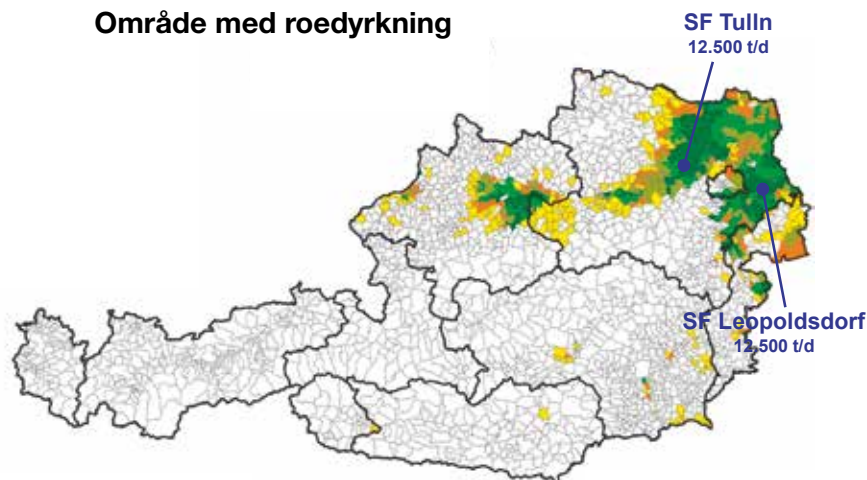 Område med roedyrkning
SF Tulln
12.500 t/d
SF Leopoldsdorf
12.500 t/d